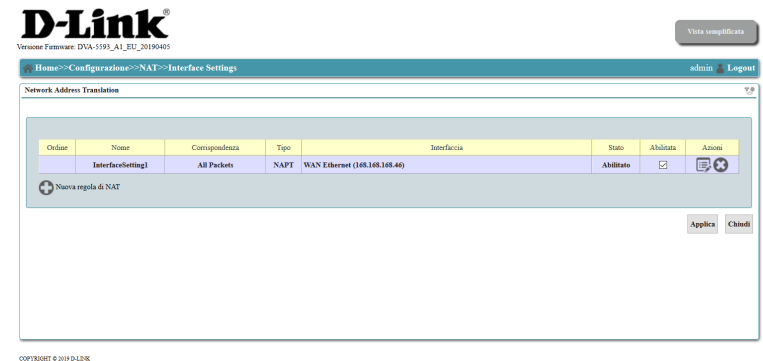 D-Link®
Vista semplificata
Versione Firmware: DVA-5593_A1_EU_20190405
Home>>Configurazione>>NAT>>Interface Settings admin Logout
Network Address Translation
Ordine Nome Corrispondenza Tipo Interfaccia Stato Abilitata Azioni
InterfaceSetting1 All Packets NAPT WAN Ethernet (168.168.168.46) Abilitato
Nuova regola di NAT
Applica Chiudi
COPYRIGHT © 2019 D-LINK